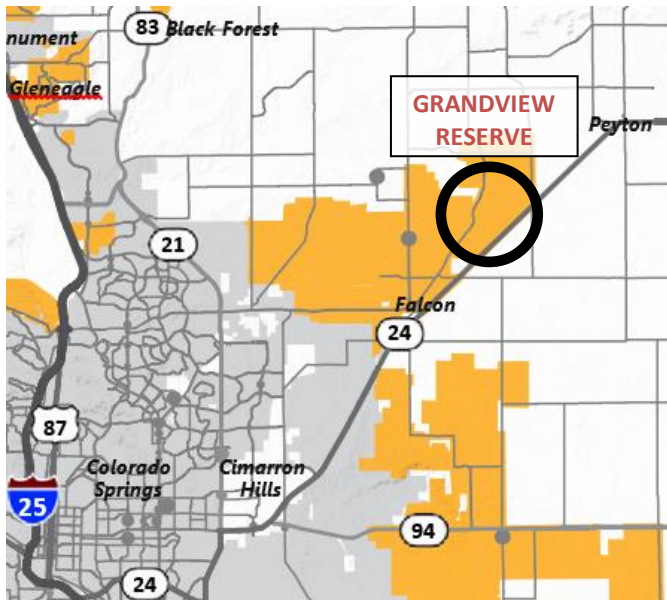 83
Black Forest
nument
Gleneagle
GRANDVIEW
RESERVE
Peyton
21
Falcon
24
87
Colorado
Springs
Cimarron
Hills
25
94
24